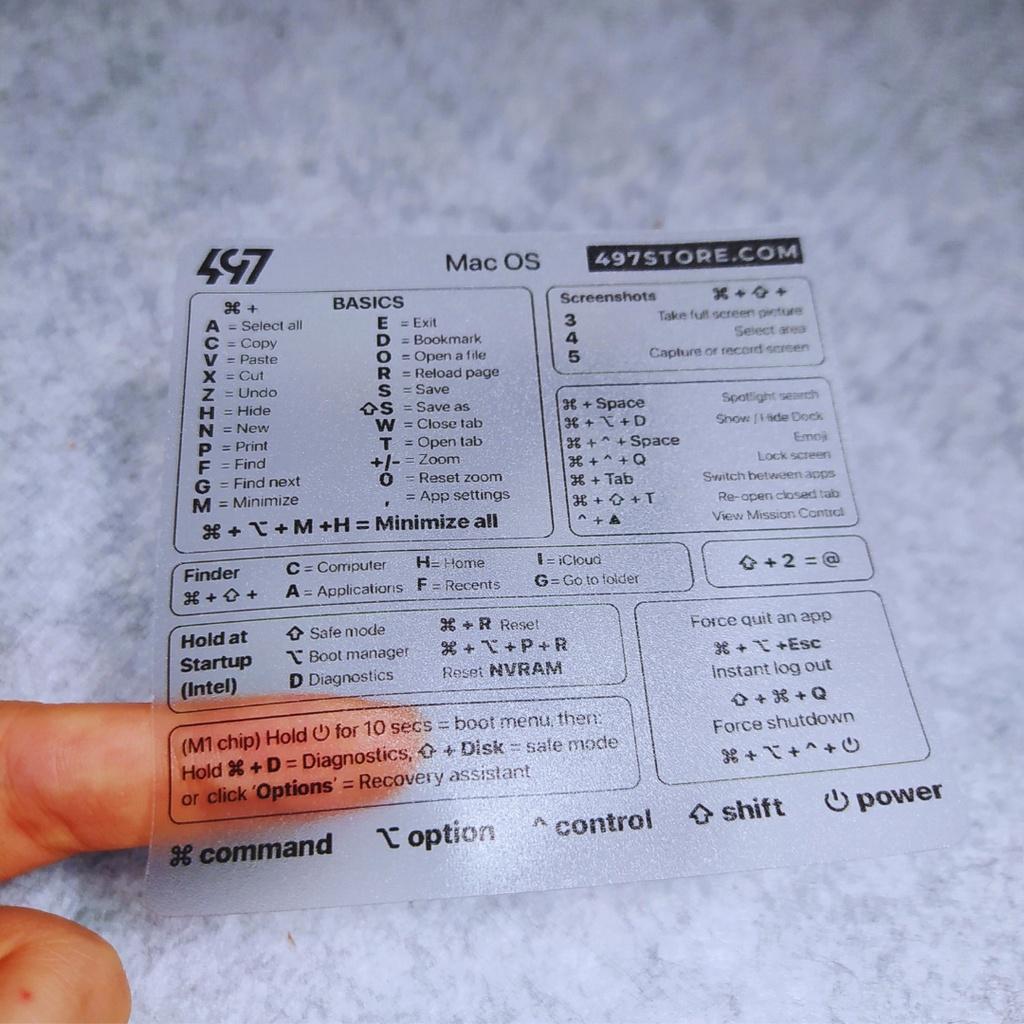 497
Mac OS
497STORE.COM
BASICS
⌘ +
A = Select all
C = Copy
V = Paste
X = Cut
Z = Undo
H = Hide
N = New
P = Print
F = Find
G = Find next
M = Minimize
E = Exit
D = Bookmark
O = Open a file
R = Reload page
S = Save
⇧S = Save as
W = Close tab
T = Open tab
+/- = Zoom
0 = Reset zoom
, = App settings
⌘ + ⌥ + M +H = Minimize all
Screenshots ⌘ + ⇧ +
3 Take full screen picture
4 Select area
5 Capture or record screen
⌘ + Space Spotlight search
⌘ + ⌥ + D Show / Hide Dock
⌘ + ^ + Space Emoji
⌘ + ^ + Q Lock screen
⌘ + Tab Switch between apps
⌘ + ⇧ + T Re-open closed tab
^ + ▲ View Mission Control
Finder
⌘ + ⇧ +
C = Computer H= Home I = iCloud
A = Applications F = Recents G= Go to folder
⇧ + 2 = @
Hold at
Startup
(Intel)
⇧ Safe mode
⌥ Boot manager
D Diagnostics
⌘ + R Reset
⌘ + ⌥ + P + R
Reset NVRAM
Force quit an app
⌘ + ⌥ +Esc
Instant log out
⇧ + ⌘ + Q
Force shutdown
⌘ + ⌥ + ^ + ⏻
(M1 chip) Hold ⏻ for 10 secs = boot menu, then:
Hold ⌘ + D = Diagnostics, ⇧ + Disk = safe mode
or click 'Options' = Recovery assistant
⌘ command ⌥ option ^ control ⇧ shift ⏻ power